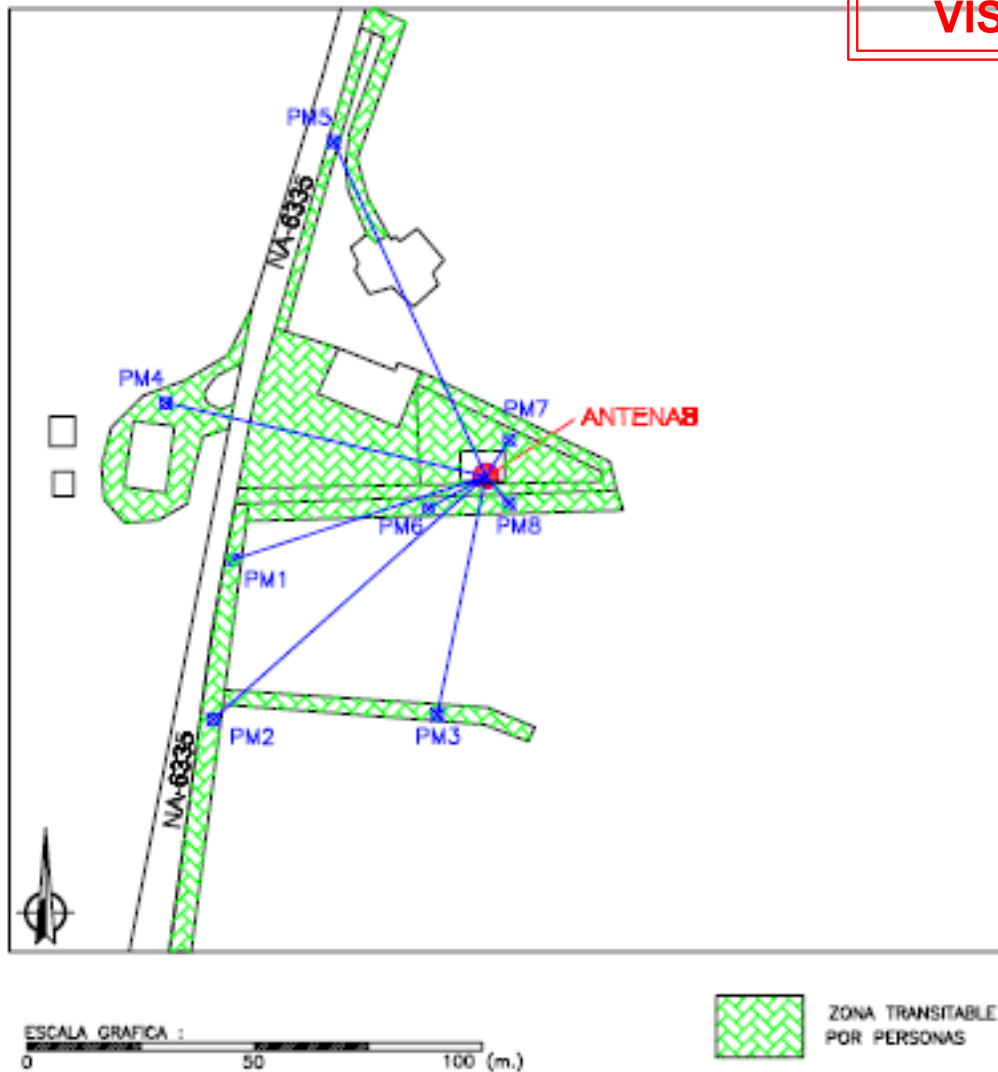 VIS
PM5
NA-6335
PM4
PM7
ANTENAS
PM6
PM8
PM1
PM2
PM3
NA-6335
ESCALA GRAFICA :
0 50 100 (m.)
ZONA TRANSITABLE
POR PERSONAS